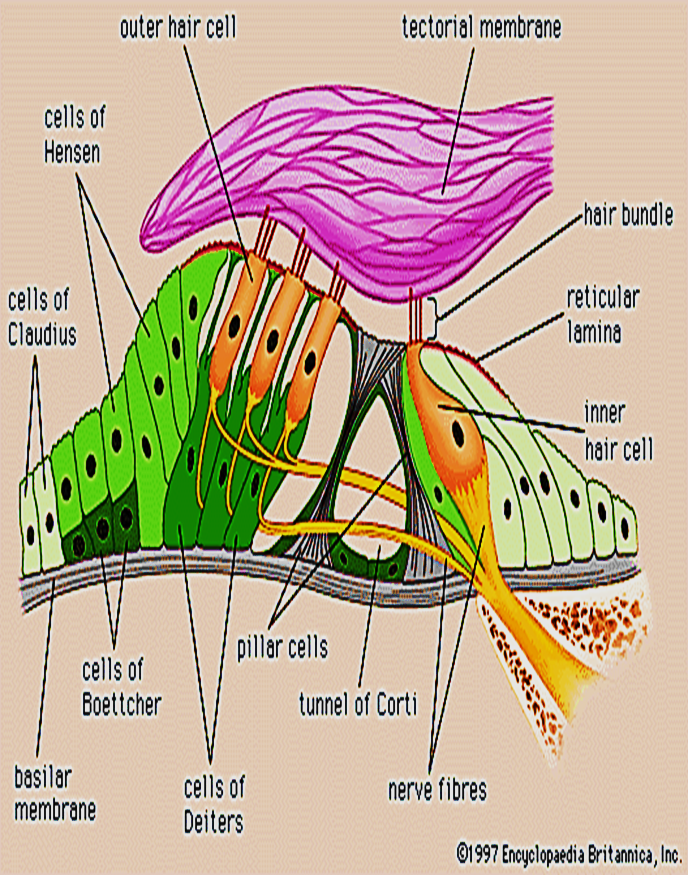 outer hair cell
tectorial membrane
cells of
Hensen
hair bundle
cells of
Claudius
reticular
lamina
inner
hair cell
pillar cells
cells of
Boettcher
tunnel of Corti
basilar
membrane
cells of
Deiters
nerve fibres
©1997 Encyclopaedia Britannica, Inc.